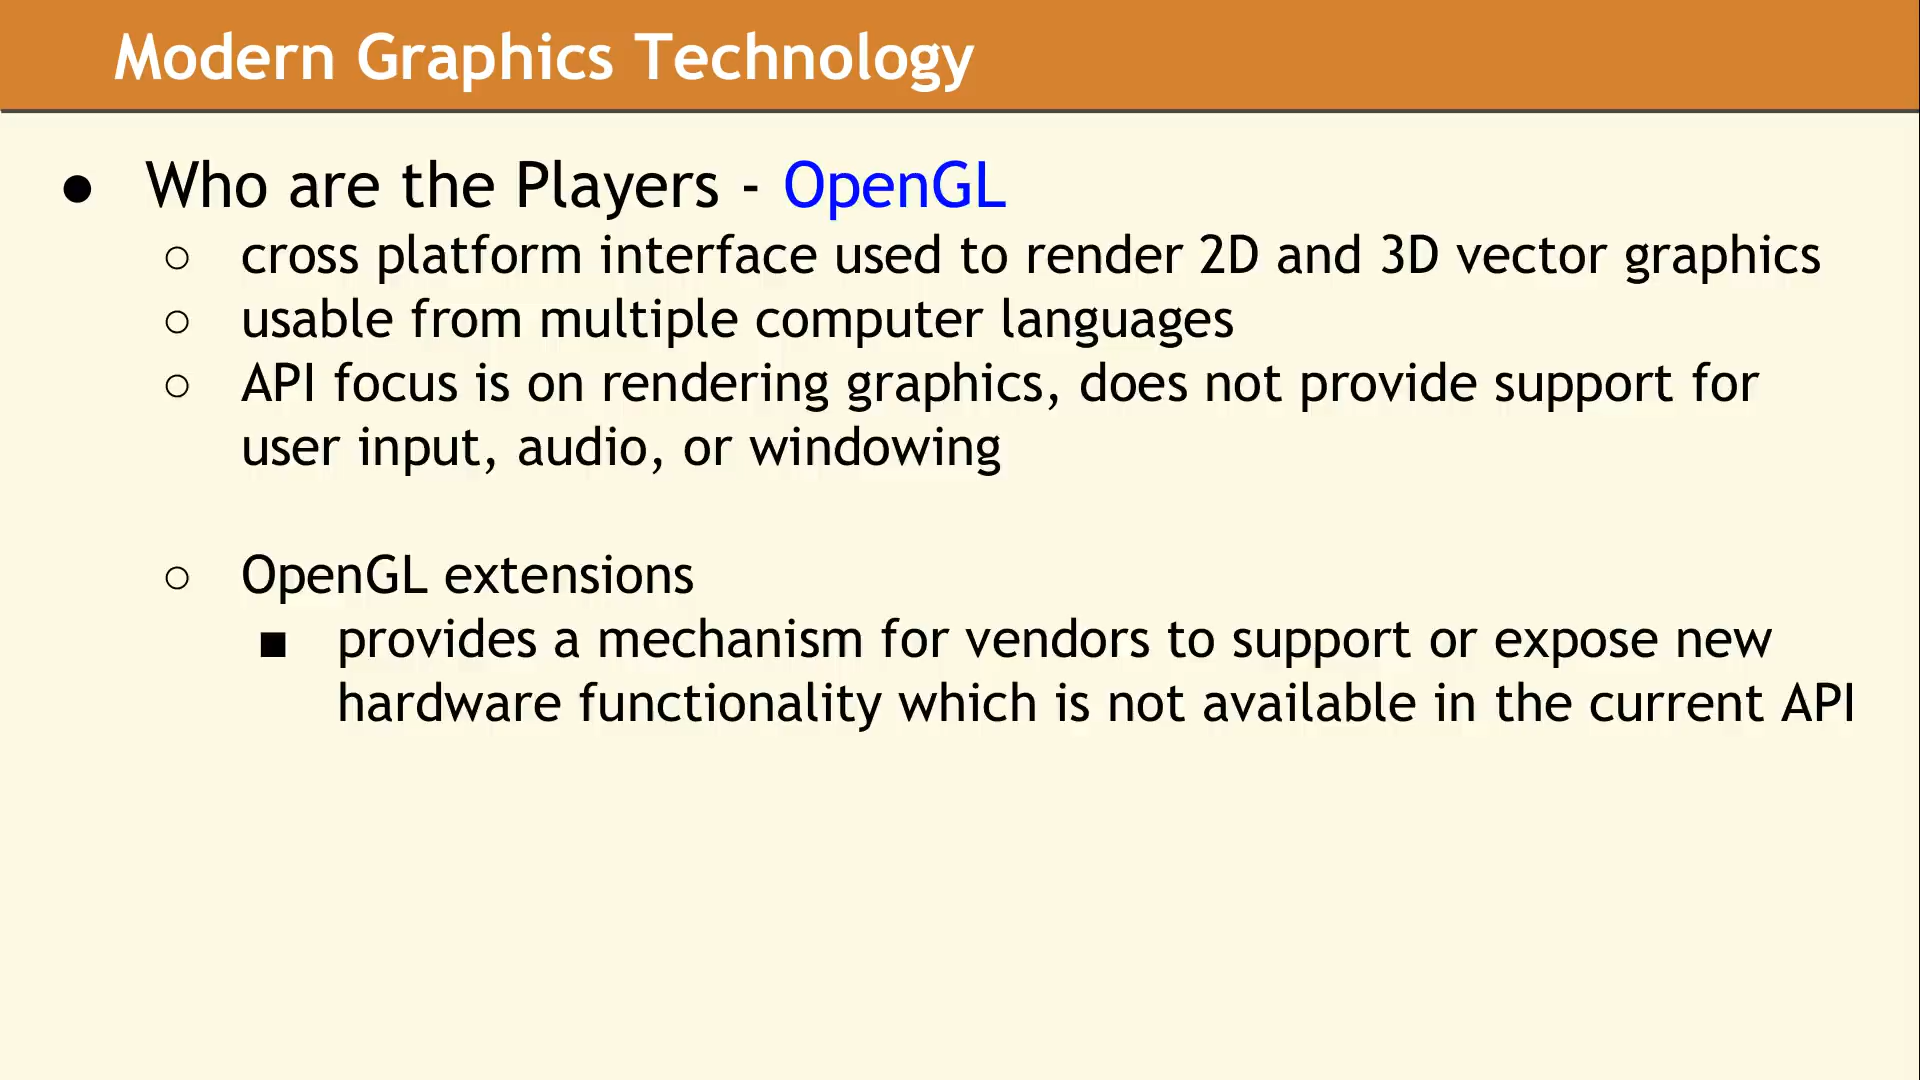 Modern Graphics Technology
● Who are the Players - OpenGL
○ cross platform interface used to render 2D and 3D vector graphics
○ usable from multiple computer languages
○ API focus is on rendering graphics, does not provide support for
user input, audio, or windowing
○ OpenGL extensions
■ provides a mechanism for vendors to support or expose new
hardware functionality which is not available in the current API